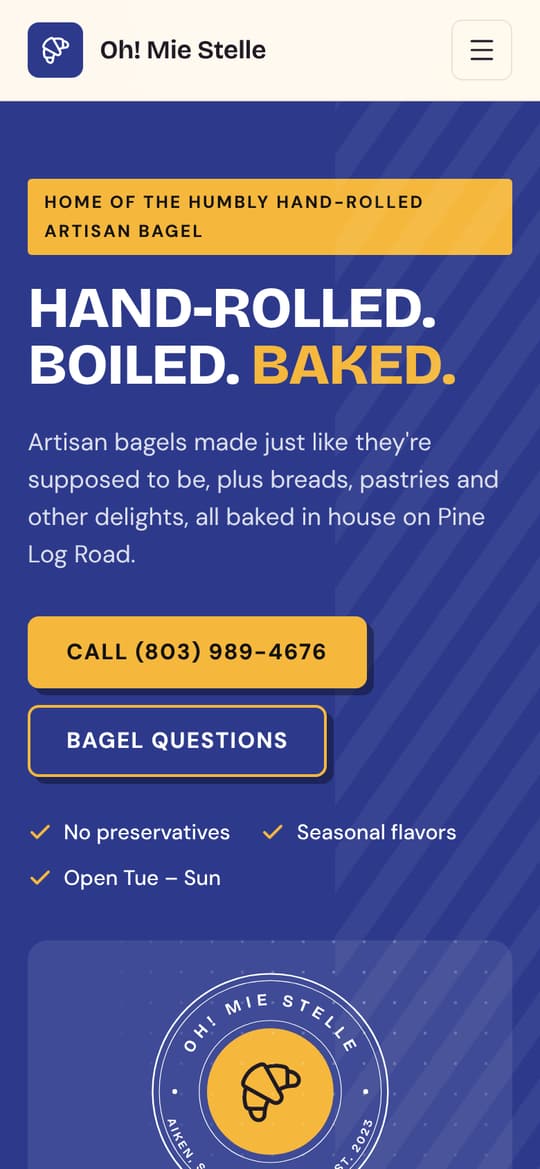 Oh! Mie Stelle
HOME OF THE HUMBLY HAND-ROLLED
ARTISAN BAGEL
HAND-ROLLED.
BOILED. BAKED.
Artisan bagels made just like they're
supposed to be, plus breads, pastries and
other delights, all baked in house on Pine
Log Road.
CALL (803) 989-4676
BAGEL QUESTIONS
No preservatives
Seasonal flavors
Open Tue – Sun
OH! MIE STELLE
AIKEN,
EST. 2023